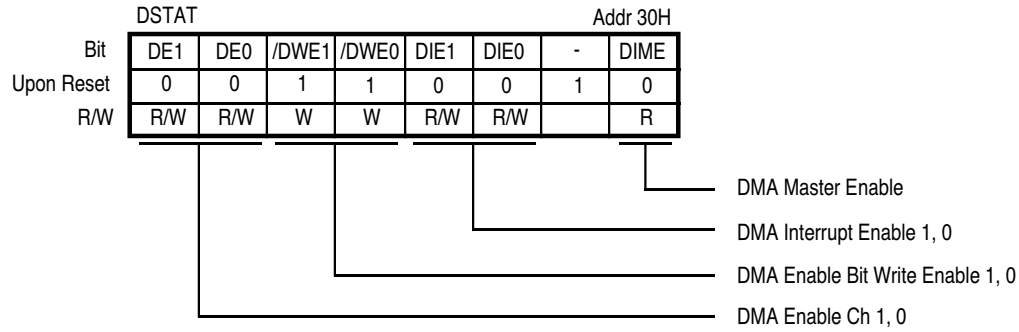 DSTAT Addr 30H
Bit DE1 DE0 /DWE1 /DWE0 DIE1 DIE0 - DIME
Upon Reset 0 0 1 1 0 0 1 0
R/W R/W R/W W W R/W R/W R
DMA Master Enable
DMA Interrupt Enable 1, 0
DMA Enable Bit Write Enable 1, 0
DMA Enable Ch 1, 0